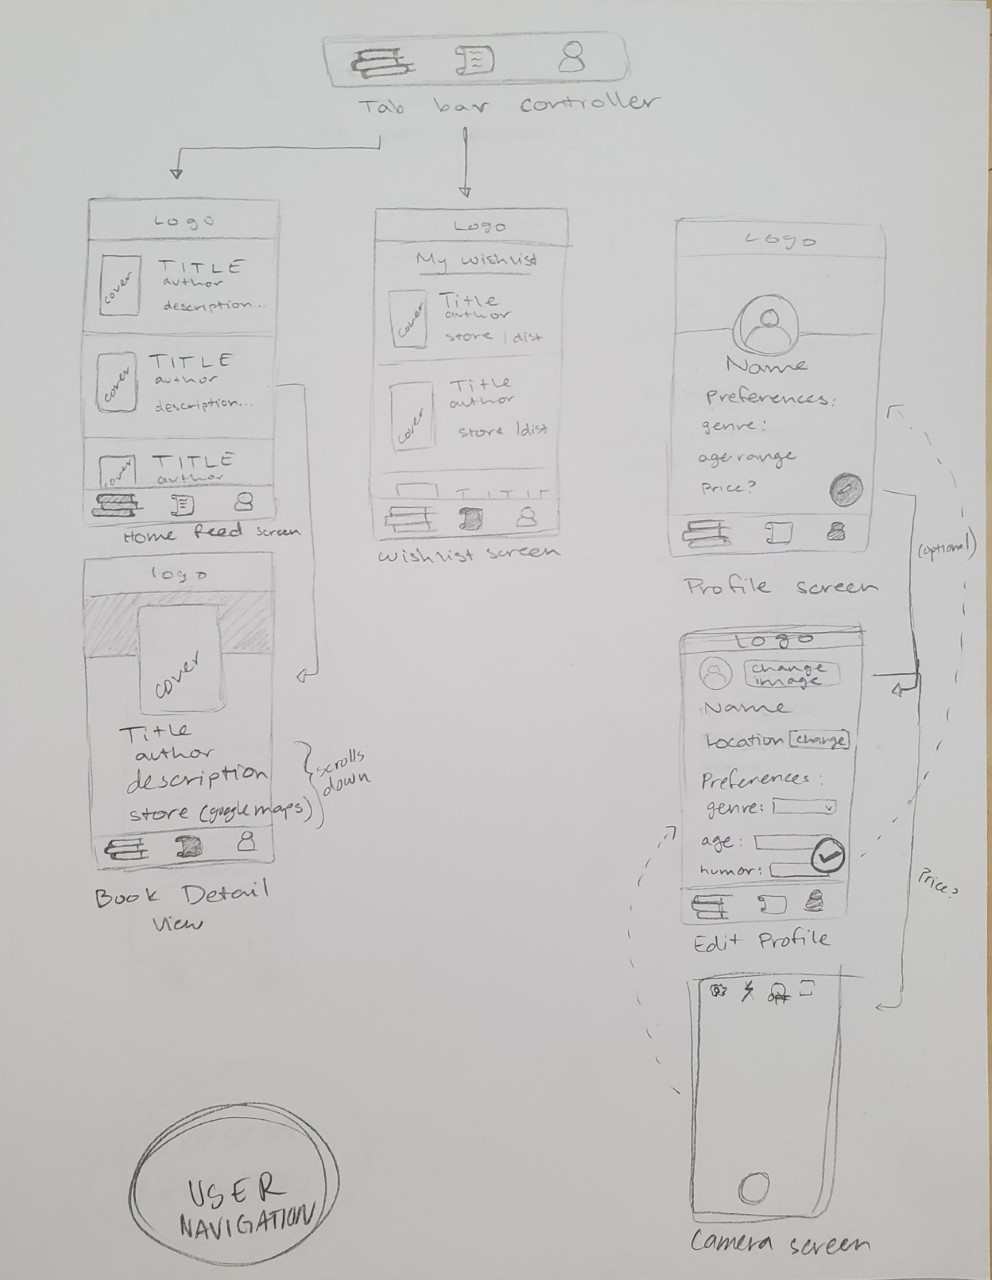 Tab bar controller
Logo
TITLE
author
description...
TITLE
author
description...
TITLE
author
cover
cover
cover
Home feed screen
Logo
My wishlist
Title
author
store | dist
Title
author
store | dist
TITLE
cover
cover
Wishlist screen
Logo
Name
Preferences:
genre:
age range
Price?
Profile screen
(optional)
logo
cover
Title
author
description
store (google maps)
scrolls
down
Book Detail
View
Logo
change
image
Name
Location change
Preferences:
genre:
age:
humor:
Edit Profile
Price?
OFF
Camera screen
USER
NAVIGATION